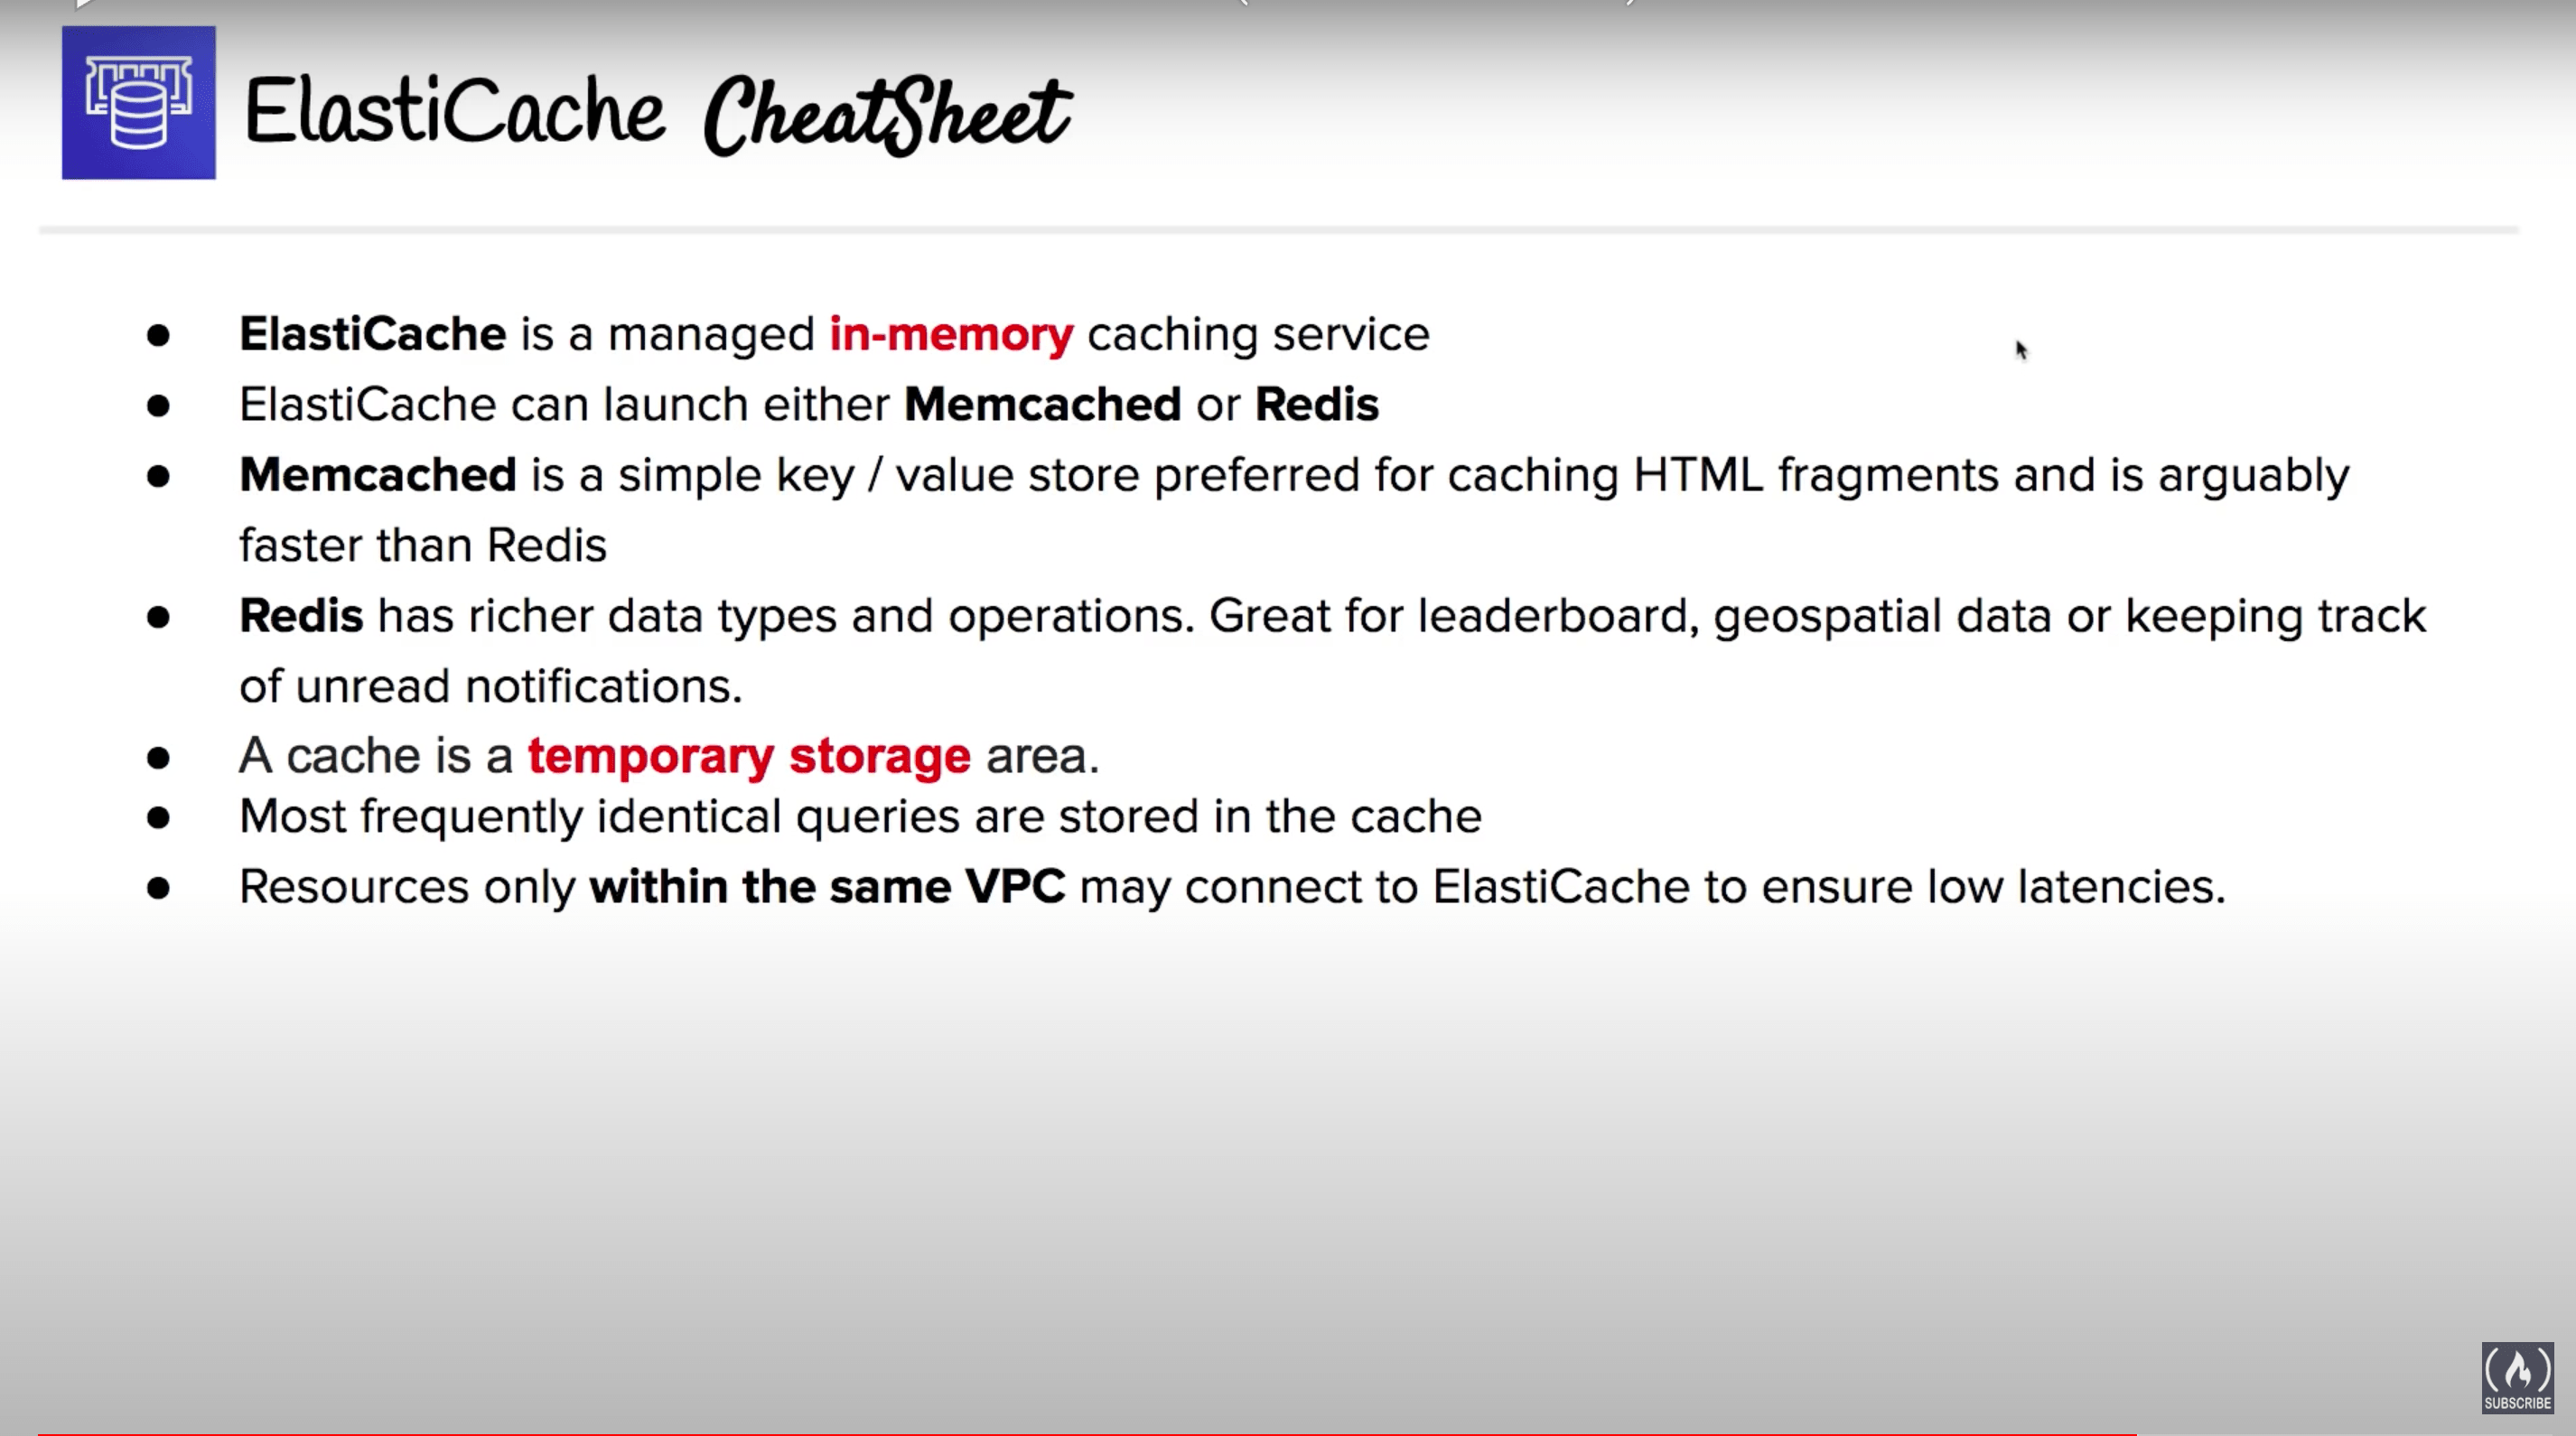 ElastiCache CheatSheet
● ElastiCache is a managed in-memory caching service
● ElastiCache can launch either Memcached or Redis
● Memcached is a simple key / value store preferred for caching HTML fragments and is arguably
faster than Redis
● Redis has richer data types and operations. Great for leaderboard, geospatial data or keeping track
of unread notifications.
● A cache is a temporary storage area.
● Most frequently identical queries are stored in the cache
● Resources only within the same VPC may connect to ElastiCache to ensure low latencies.
SUBSCRIBE